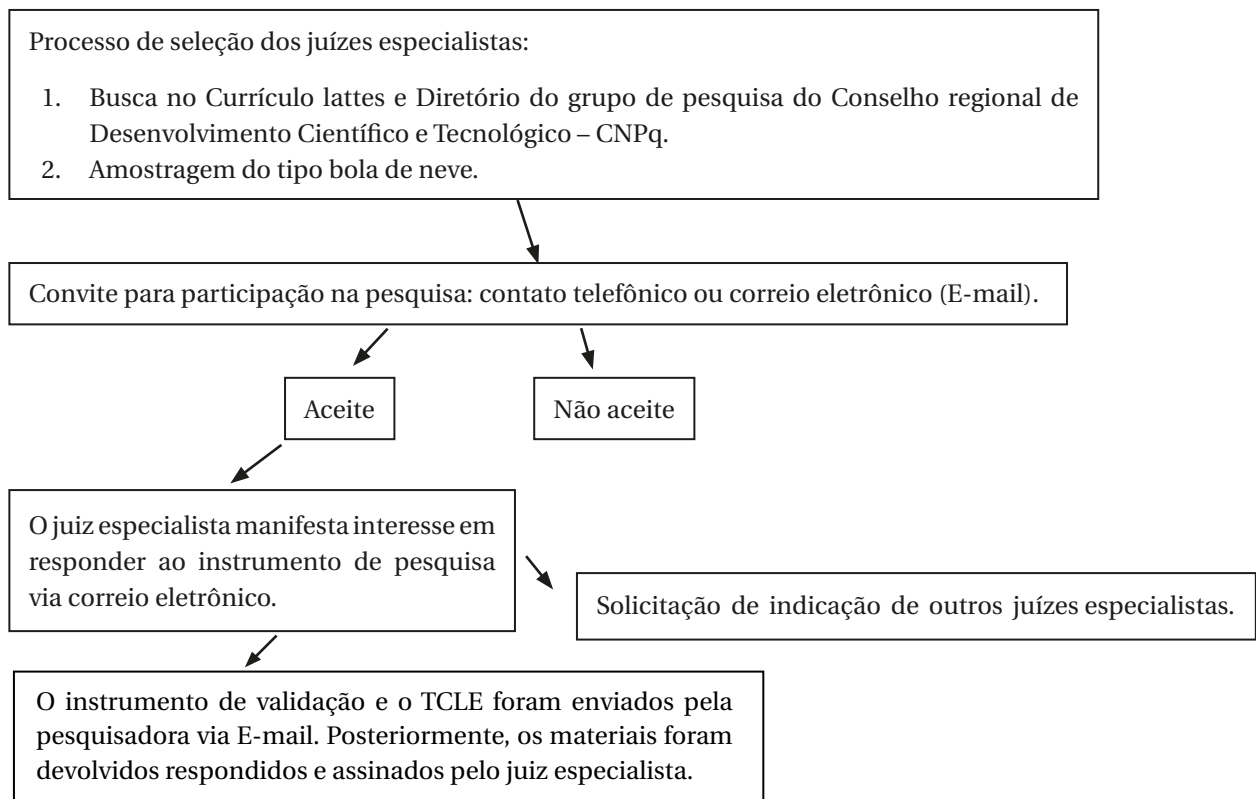 Processo de seleção dos juízes especialistas:
1. Busca no Currículo lattes e Diretório do grupo de pesquisa do Conselho regional de
Desenvolvimento Científico e Tecnológico – CNPq.
2. Amostragem do tipo bola de neve.
Convite para participação na pesquisa: contato telefônico ou correio eletrônico (E-mail).
Aceite
Não aceite
O juiz especialista manifesta interesse em
responder ao instrumento de pesquisa
via correio eletrônico.
Solicitação de indicação de outros juízes especialistas.
O instrumento de validação e o TCLE foram enviados pela
pesquisadora via E-mail. Posteriormente, os materiais foram
devolvidos respondidos e assinados pelo juiz especialista.